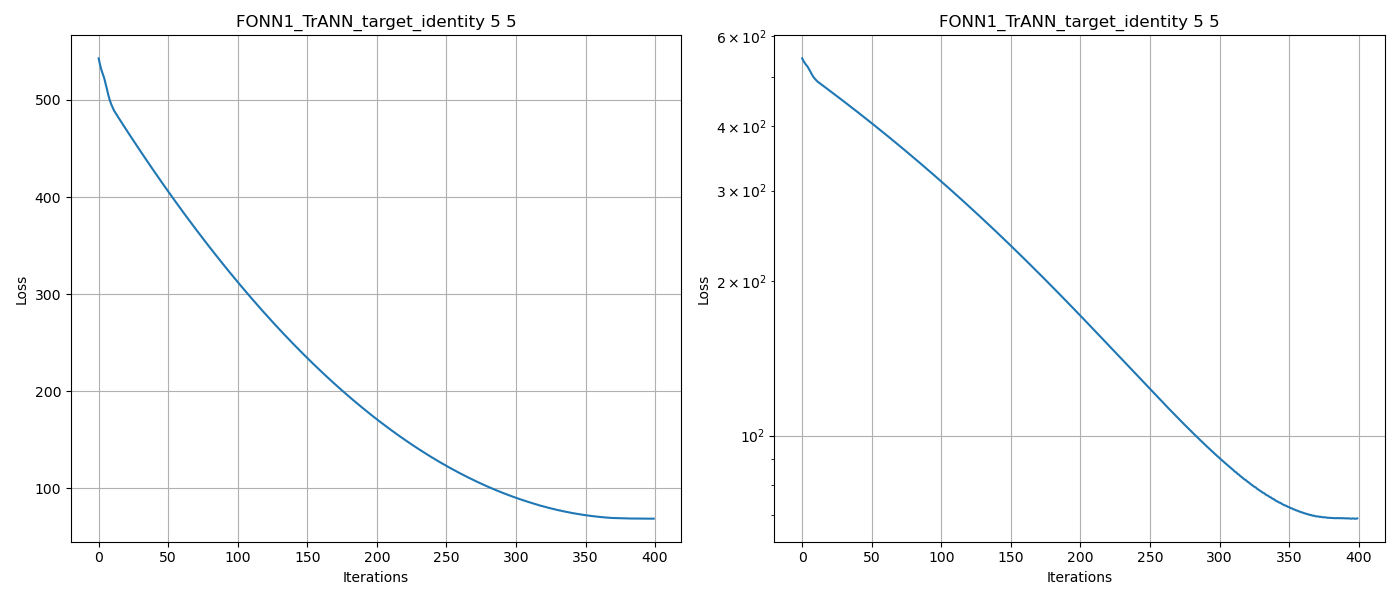 FONN1_TrANN_target_identity 5 5
500
400
300
200
100
Loss
0 50 100 150 200 250 300 350 400
Iterations
FONN1_TrANN_target_identity 5 5
6 × 10²
4 × 10²
3 × 10²
2 × 10²
10²
Loss
0 50 100 150 200 250 300 350 400
Iterations